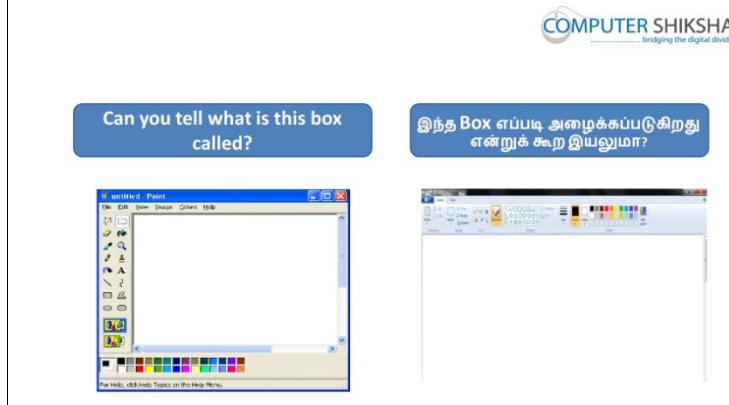 COMPUTER SHIKSHA
bridging the digital divid
Can you tell what is this box
called?
இந்த Box எப்படி அழைக்கப்படுகிறது
என்றுக் கூற இயலுமா?
untitled - Paint
File Edit View Image Colors Help
A
For Help, click Help Topics on the Help Menu.